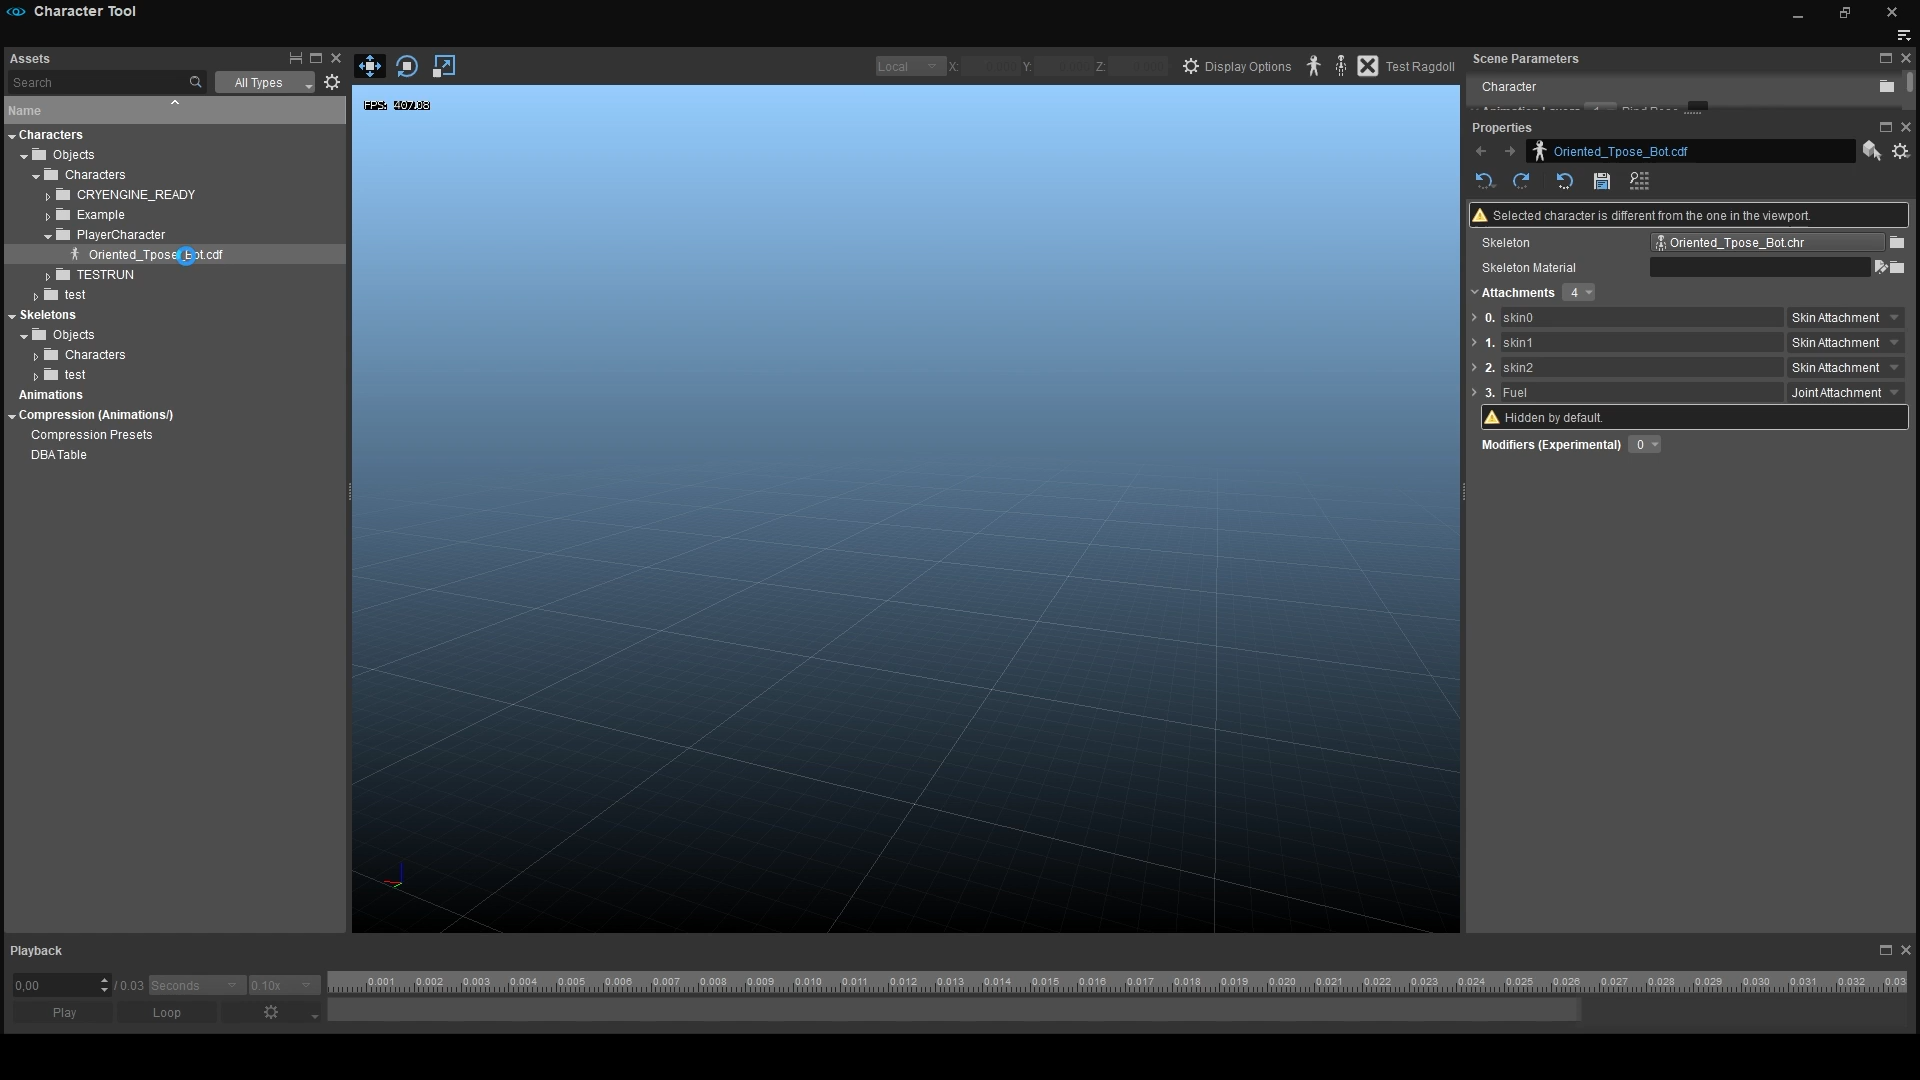 Character Tool
Assets
Search
All Types
Name
Characters
Objects
Characters
CRYENGINE_READY
Example
PlayerCharacter
Oriented_Tpose_Bot.cdf
TESTRUN
test
Skeletons
Objects
Characters
test
Animations
Compression (Animations/)
Compression Presets
DBA Table
Local X: Y: Z: Display Options Test Ragdoll
FPS: 407.03
Scene Parameters
Character
Properties
Oriented_Tpose_Bot.cdf
Selected character is different from the one in the viewport.
Skeleton Oriented_Tpose_Bot.chr
Skeleton Material
Attachments 4
0. skin0 Skin Attachment
1. skin1 Skin Attachment
2. skin2 Skin Attachment
3. Fuel Joint Attachment
Hidden by default.
Modifiers (Experimental) 0
Playback
0,00 / 0.03 Seconds 0.10x
0.001 0.002 0.003 0.004 0.005 0.006 0.007 0.008 0.009 0.010 0.011 0.012 0.013 0.014 0.015 0.016 0.017 0.018 0.019 0.020 0.021 0.022 0.023 0.024 0.025 0.026 0.027 0.028 0.029 0.030 0.031 0.032 0.03
Play Loop